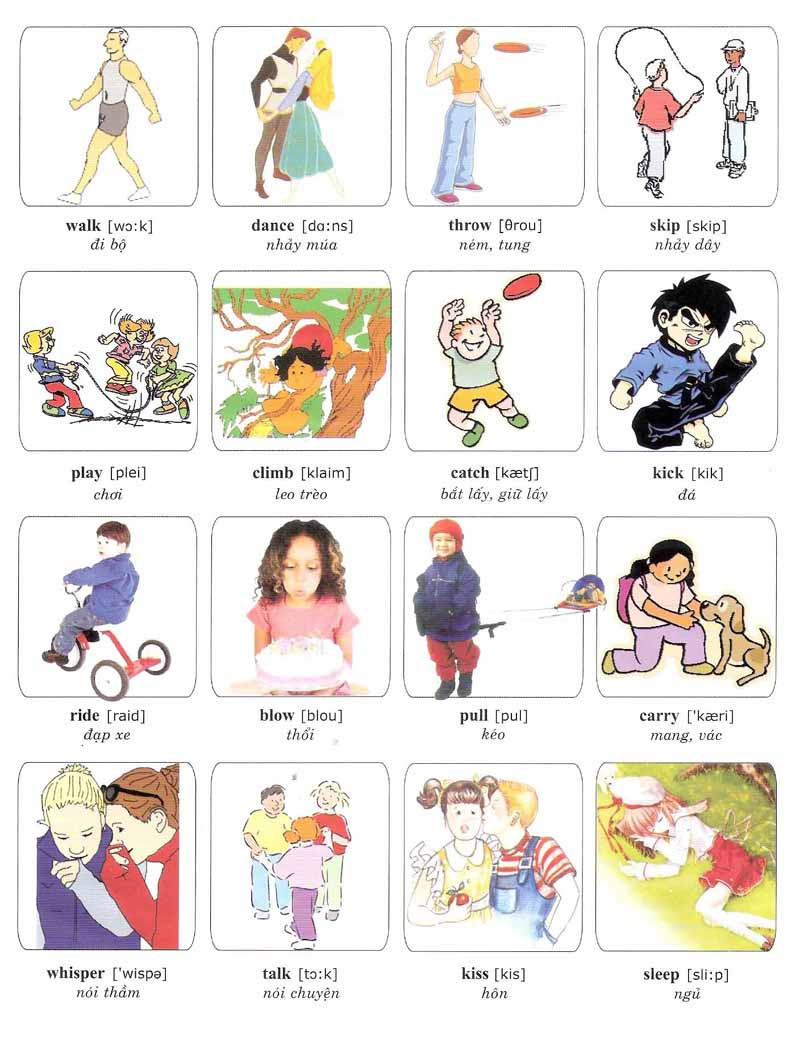 walk [wɔ:k]
đi bộ
dance [dɑ:ns]
nhảy múa
throw [θrou]
ném, tung
skip [skip]
nhảy dây
play [plei]
chơi
climb [klaim]
leo trèo
catch [kætʃ]
bắt lấy, giữ lấy
kick [kik]
đá
ride [raid]
đạp xe
blow [blou]
thổi
pull [pul]
kéo
carry ['kæri]
mang, vác
whisper ['wispə]
nói thầm
talk [tɔ:k]
nói chuyện
kiss [kis]
hôn
sleep [sli:p]
ngủ